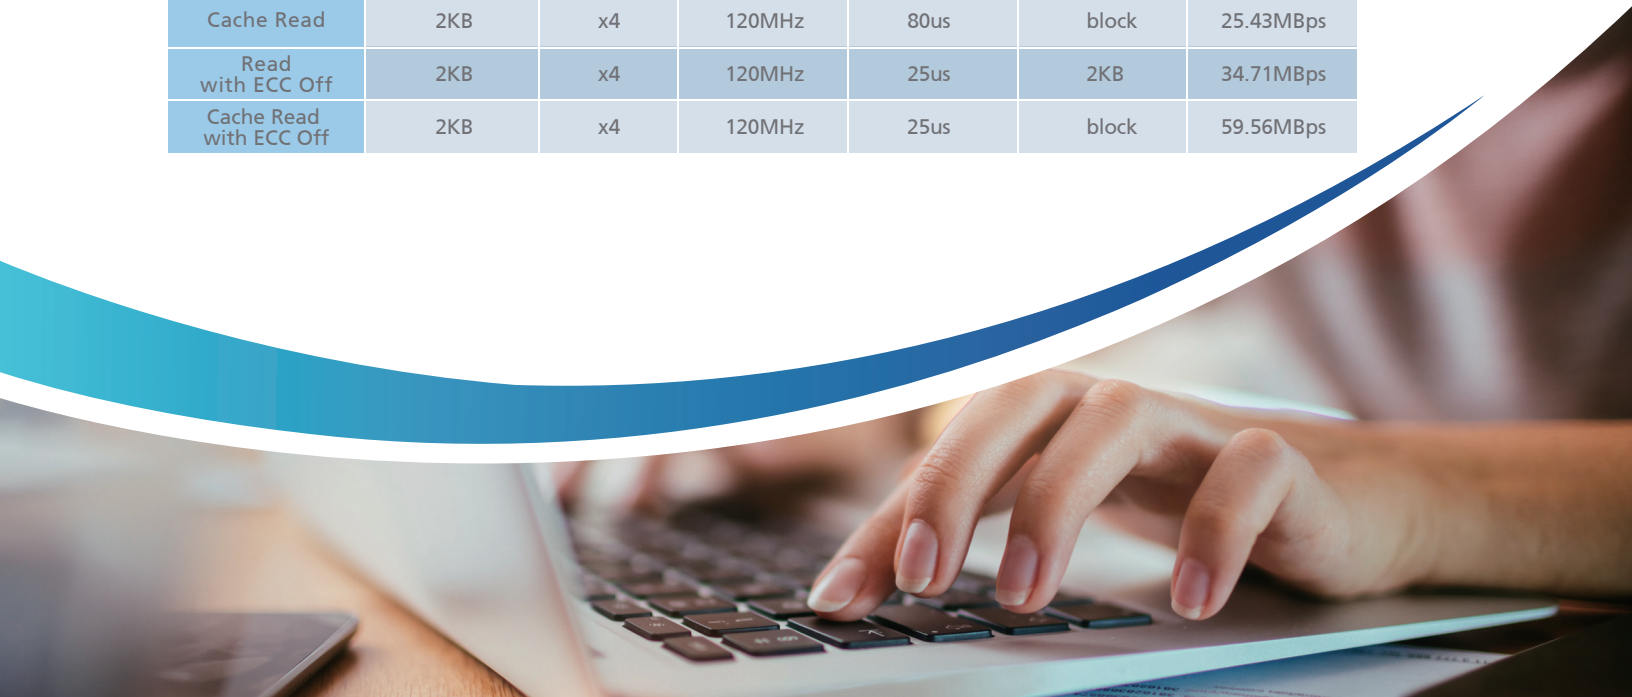 Cache Read 2KB x4 120MHz 80us block 25.43MBps
Read
with ECC Off 2KB x4 120MHz 25us 2KB 34.71MBps
Cache Read
with ECC Off 2KB x4 120MHz 25us block 59.56MBps